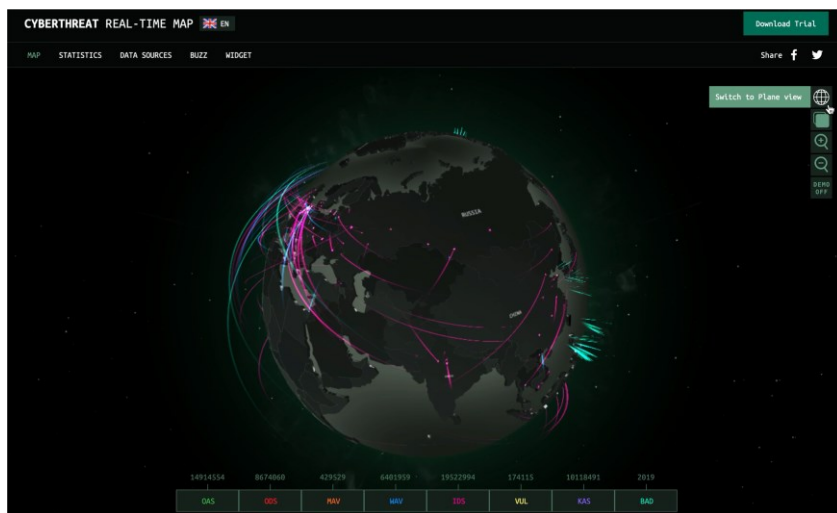 CYBERTHREAT REAL-TIME MAP EN
Download Trial
MAP STATISTICS DATA SOURCES BUZZ WIDGET
Share
Switch to Plane view
DEMO
OFF
RUSSIA
CHINA
14914554 8674060 429529 6401959 19522994 174115 10118491 2019
OAS ODS MAV WAV IDS VUL KAS BAD